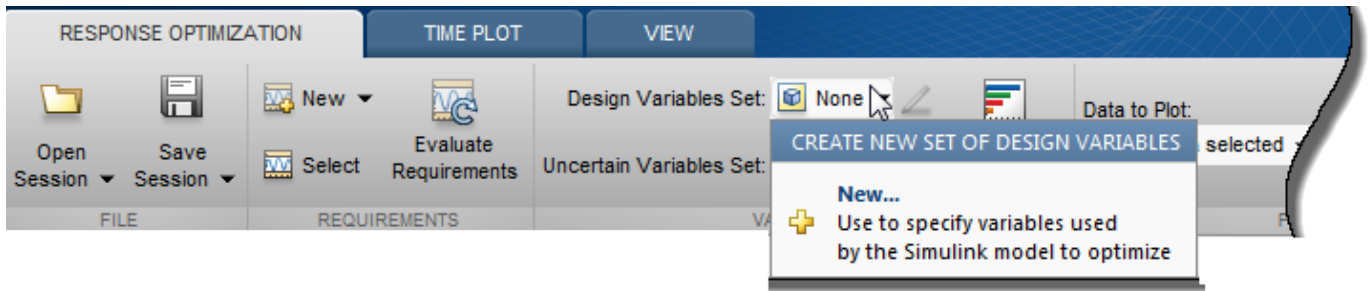 RESPONSE OPTIMIZATION TIME PLOT VIEW
New
Design Variables Set: None
Data to Plot:
Open Session
Save Session
Select
Evaluate Requirements
Uncertain Variables Set:
CREATE NEW SET OF DESIGN VARIABLES
selected
New...
Use to specify variables used
by the Simulink model to optimize
FILE REQUIREMENTS